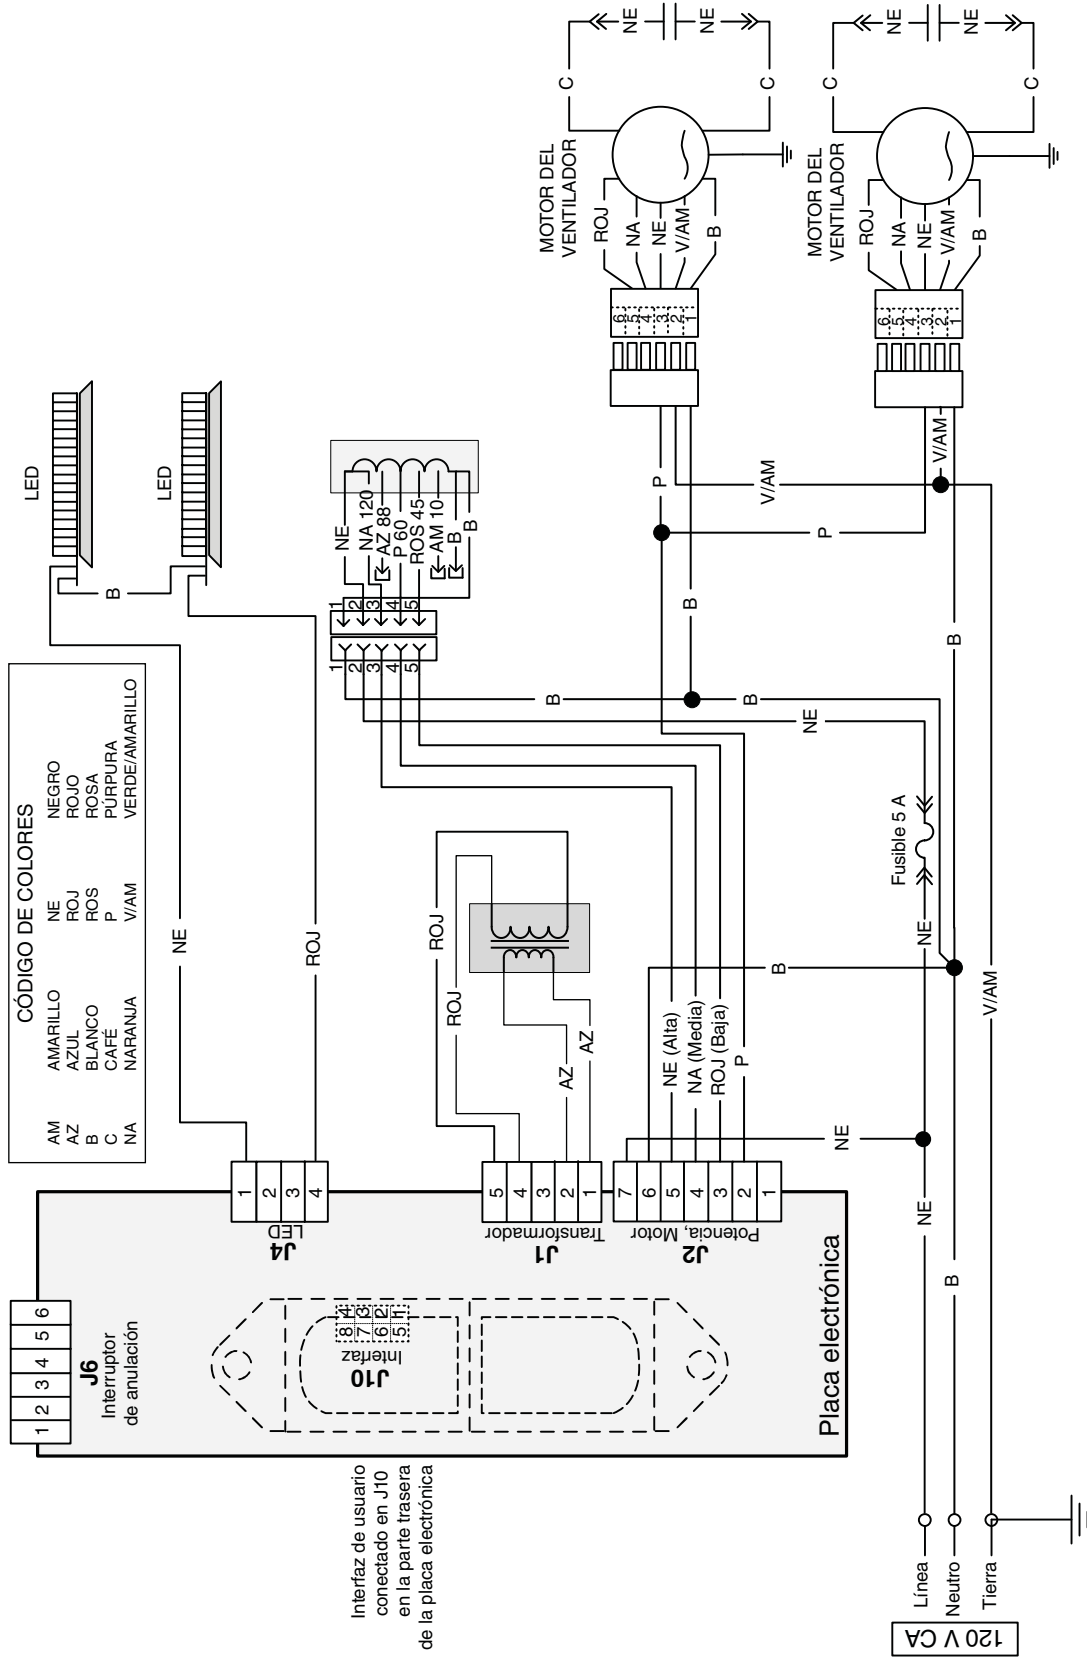 CÓDIGO DE COLORES
AM AMARILLO NE NEGRO
AZ AZUL ROJ ROJO
B BLANCO ROS ROSA
C CAFÉ P PÚRPURA
NA NARANJA V/AM VERDE/AMARILLO
LED
LED
B
NE
ROJ
J6
Interruptor
de anulación
1 2 3 4 5 6
J4
LED
1
2
3
4
J1
Transformador
5
4
3
2
1
J2
Potencia, Motor
7
6
5
4
3
2
1
J10
Interfaz
8 4
7 3
6 2
5 1
Placa electrónica
Interfaz de usuario
conectado en J10
en la parte trasera
de la placa electrónica
ROJ
ROJ
AZ
AZ
B
NE (Alta)
NA (Media)
ROJ (Baja)
P
NE
1
2
3
4
5
1
2
3
4
5
NE
NA 120
AZ 88
P 60
ROS 45
AM 10
B
B
B
B
NE
B
P
P
V/AM
V/AM
B
Fusible 5 A
NE
NE
B
V/AM
Línea
Neutro
Tierra
120 V CA
MOTOR DEL
VENTILADOR
ROJ
NA
NE
V/AM
B
6
5
4
3
2
1
C
NE
NE
C
MOTOR DEL
VENTILADOR
ROJ
NA
NE
V/AM
B
6
5
4
3
2
1
C
NE
NE
C